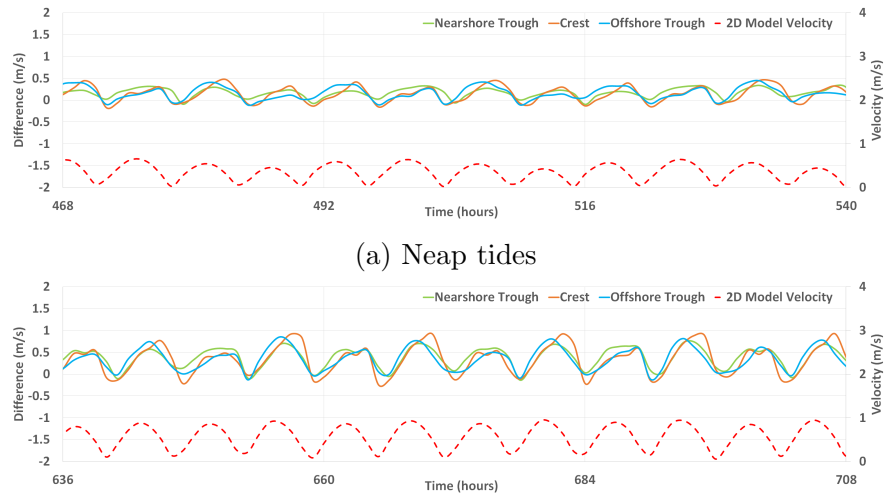 2 4
Nearshore Trough Crest Offshore Trough 2D Model Velocity
1.5
1 3
0.5
0 2
-0.5
-1 1
-1.5
-2 0
Difference (m/s)
Velocity (m/s)
468 492 516 540
Time (hours)
(a) Neap tides
2 4
Nearshore Trough Crest Offshore Trough 2D Model Velocity
1.5
1 3
0.5
0 2
-0.5
-1 1
-1.5
-2 0
Difference (m/s)
Velocity (m/s)
636 660 684 708
Time (hours)